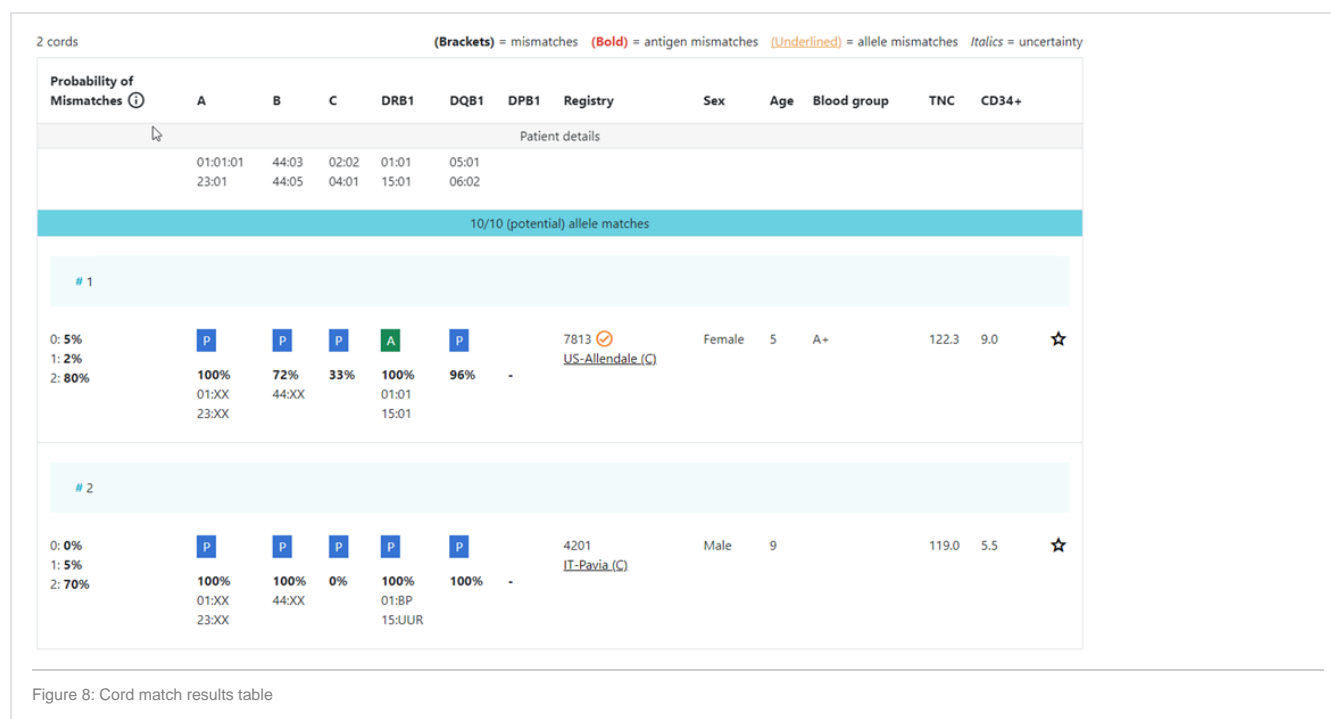 2 cords (Brackets) = mismatches (Bold) = antigen mismatches (Underlined) = allele mismatches Italics = uncertainty
Probability of
Mismatches A B C DRB1 DQB1 DPB1 Registry Sex Age Blood group TNC CD34+
Patient details
01:01:01 44:03 02:02 01:01 05:01
23:01 44:05 04:01 15:01 06:02
10/10 (potential) allele matches
# 1
0: 5% P P P A P 7813 Female 5 A+ 122.3 9.0
1: 2% US-Allendale (C)
2: 80% 100% 72% 33% 100% 96% -
01:XX 44:XX 01:01
23:XX 15:01
# 2
0: 0% P P P P P 4201 Male 9 119.0 5.5
1: 5% IT-Pavia (C)
2: 70% 100% 100% 0% 100% 100% -
01:XX 44:XX 01:BP
23:XX 15:UUR
Figure 8: Cord match results table